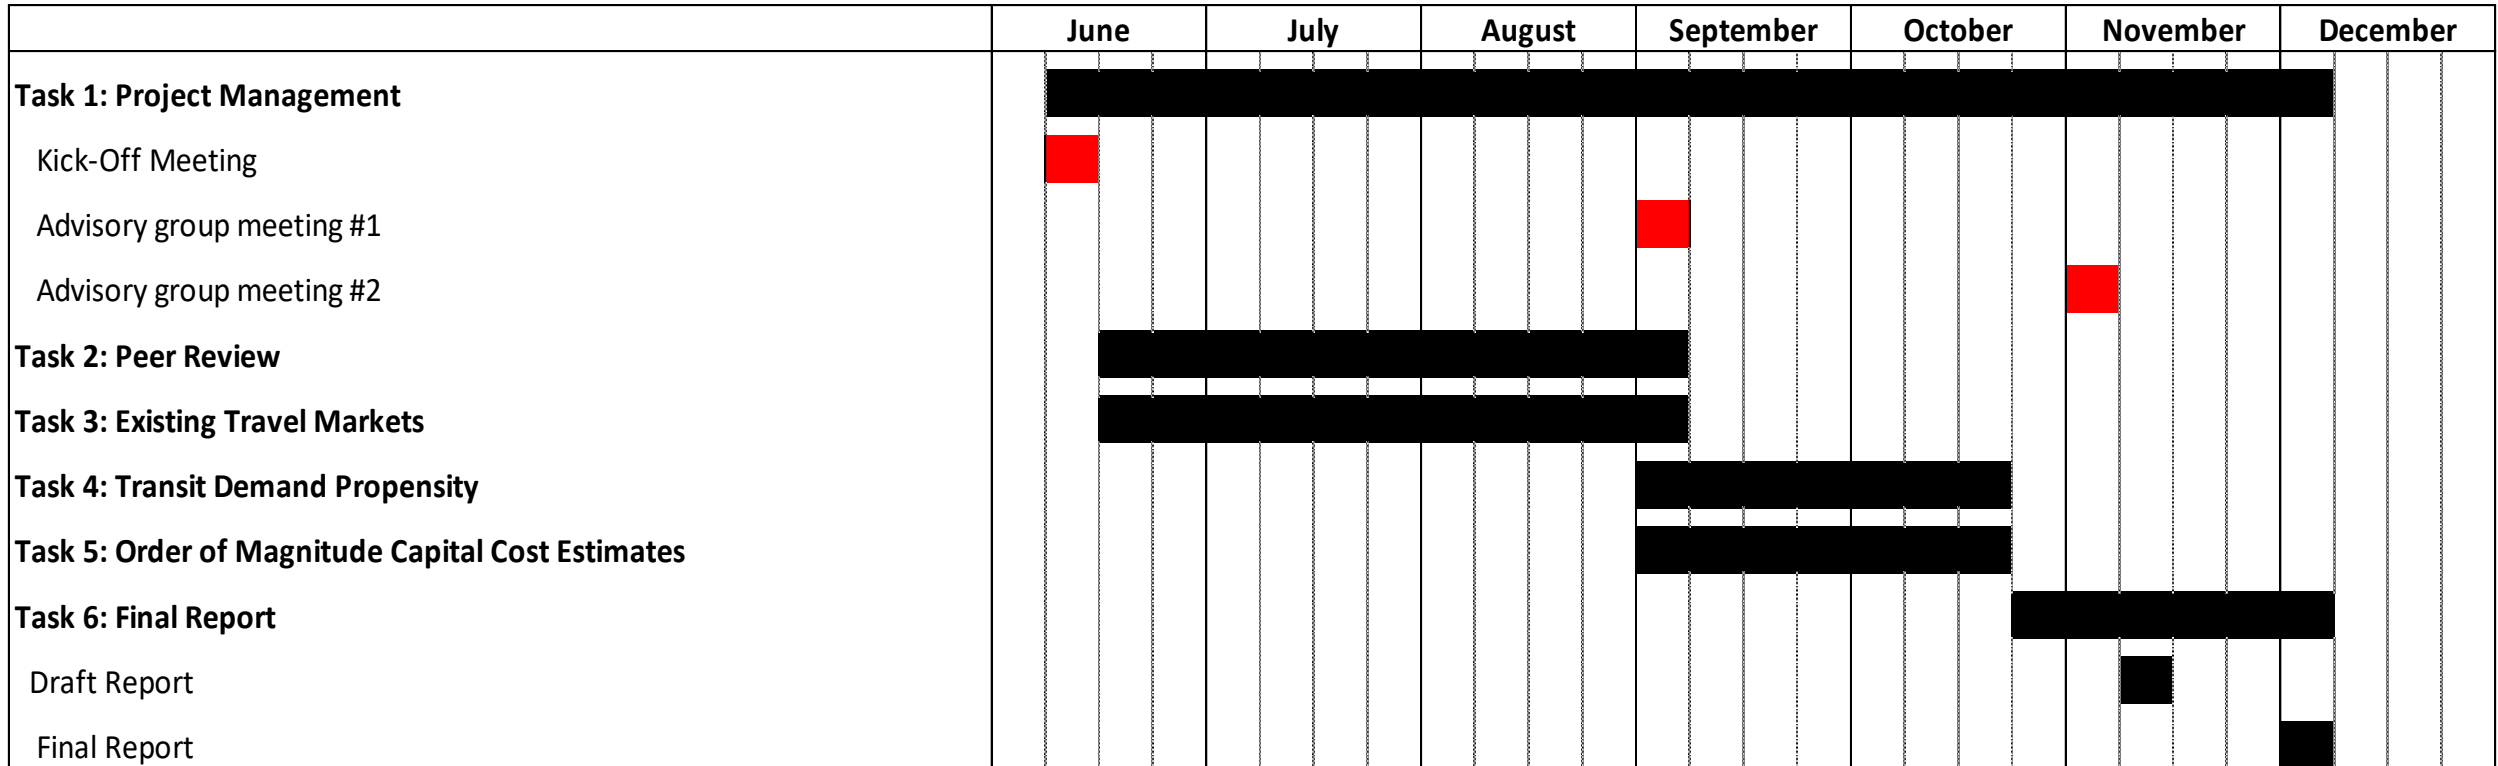 June July August September October November December
Task 1: Project Management
Kick-Off Meeting
Advisory group meeting #1
Advisory group meeting #2
Task 2: Peer Review
Task 3: Existing Travel Markets
Task 4: Transit Demand Propensity
Task 5: Order of Magnitude Capital Cost Estimates
Task 6: Final Report
Draft Report
Final Report